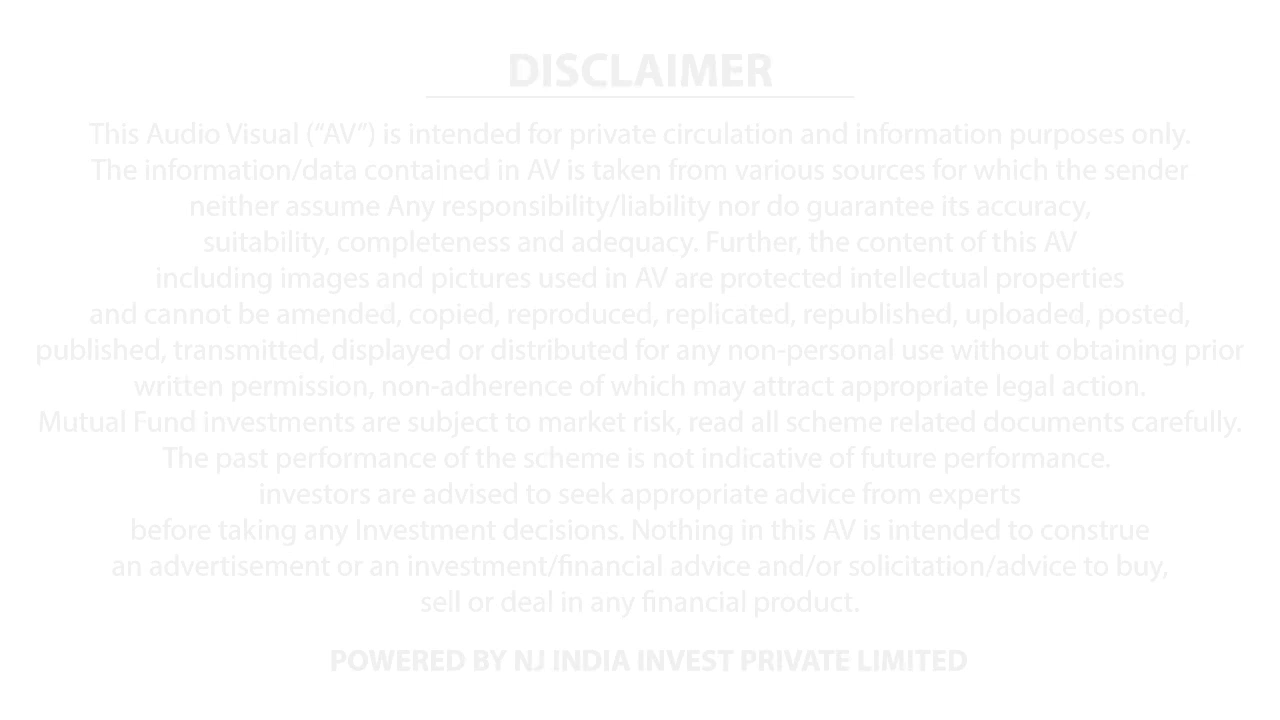 DISCLAIMER
This Audio Visual (“AV”) is intended for private circulation and information purposes only.
The information/data contained in AV is taken from various sources for which the sender
neither assume Any responsibility/liability nor do guarantee its accuracy,
suitability, completeness and adequacy. Further, the content of this AV
including images and pictures used in AV are protected intellectual properties
and cannot be amended, copied, reproduced, replicated, republished, uploaded, posted,
published, transmitted, displayed or distributed for any non-personal use without obtaining prior
written permission, non-adherence of which may attract appropriate legal action.
Mutual Fund investments are subject to market risk, read all scheme related documents carefully.
The past performance of the scheme is not indicative of future performance.
investors are advised to seek appropriate advice from experts
before taking any Investment decisions. Nothing in this AV is intended to construe
an advertisement or an investment/financial advice and/or solicitation/advice to buy,
sell or deal in any financial product.
POWERED BY NJ INDIA INVEST PRIVATE LIMITED